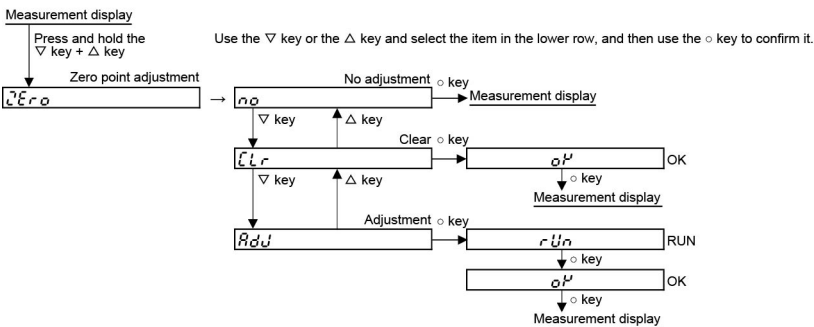 Measurement display
Press and hold the
▽ key + △ key
Use the ▽ key or the △ key and select the item in the lower row, and then use the ○ key to confirm it.
Zero point adjustment
ZEro
→
No adjustment ○ key
no
Measurement display
▽ key
△ key
Clear ○ key
CLr
oK
OK
○ key
Measurement display
▽ key
△ key
Adjustment ○ key
AdJ
rUn
RUN
○ key
oK
OK
○ key
Measurement display